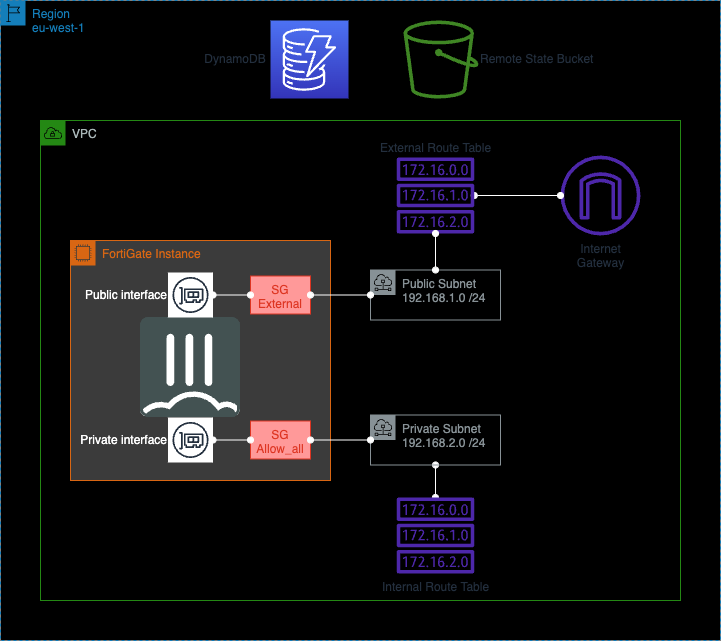 Region
eu-west-1
DynamoDB
Remote State Bucket
VPC
External Route Table
172.16.0.0
172.16.1.0
172.16.2.0
Internet
Gateway
FortiGate Instance
Public interface
SG
External
Public Subnet
192.168.1.0 /24
Private interface
SG
Allow_all
Private Subnet
192.168.2.0 /24
172.16.0.0
172.16.1.0
172.16.2.0
Internal Route Table